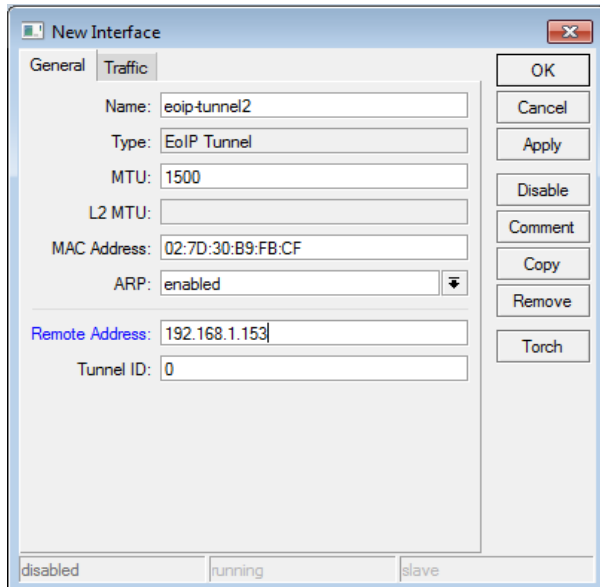 New Interface
General Traffic
Name: eoip-tunnel2
Type: EoIP Tunnel
MTU: 1500
L2 MTU:
MAC Address: 02:7D:30:B9:FB:CF
ARP: enabled
Remote Address: 192.168.1.153
Tunnel ID: 0
OK
Cancel
Apply
Disable
Comment
Copy
Remove
Torch
disabled running slave